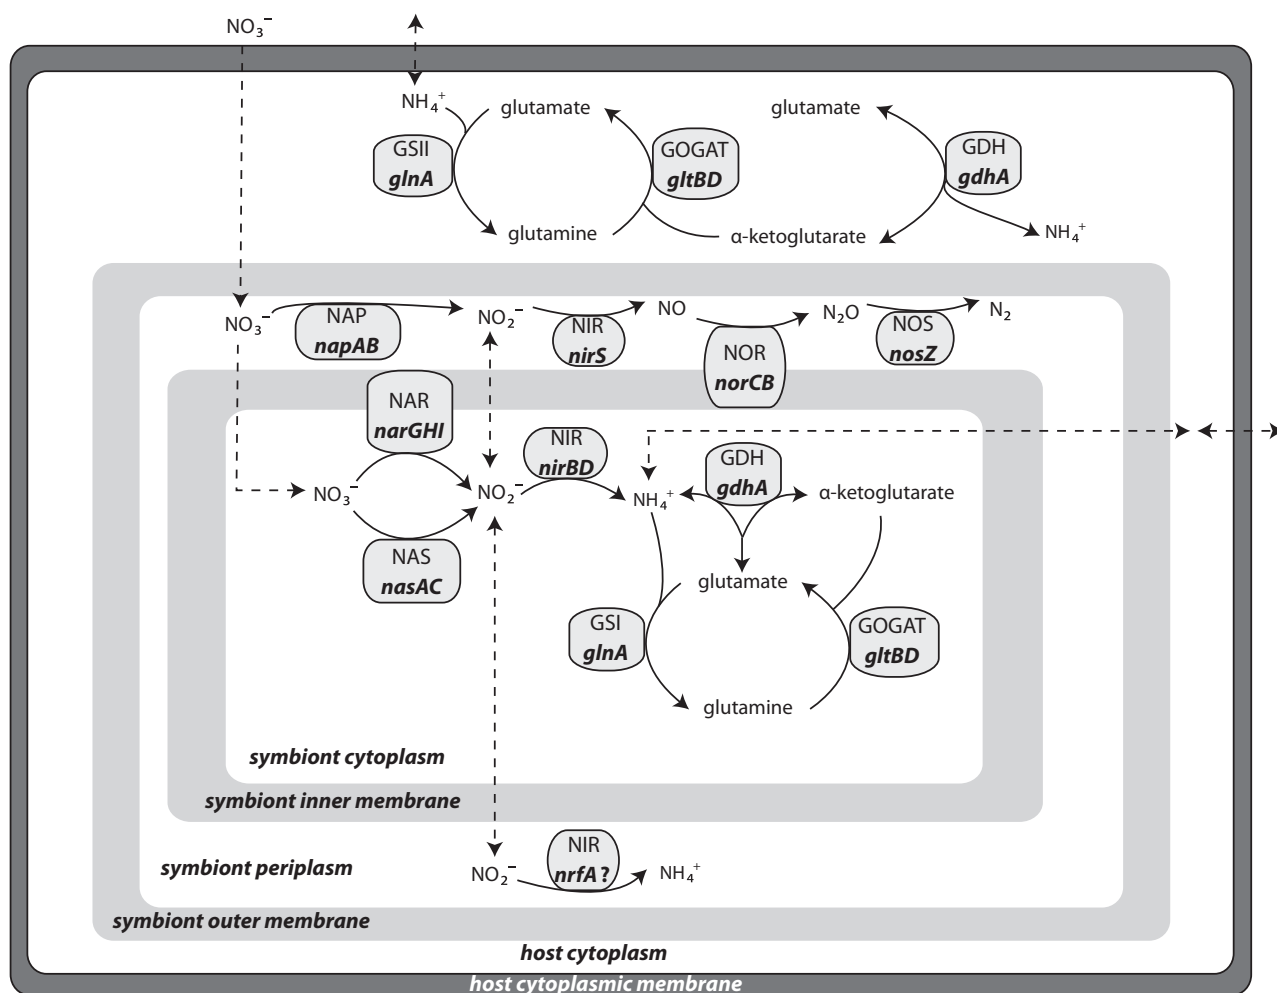 NO₃⁻
NH₄⁺
glutamate
glutamate
GSII
glnA
GOGAT
gltBD
GDH
gdhA
glutamine
α-ketoglutarate
NH₄⁺
NO₃⁻
NAP
napAB
NO₂⁻
NIR
nirS
NO
NOR
norCB
N₂O
NOS
nosZ
N₂
NAR
narGHI
NO₃⁻
NAS
nasAC
NO₂⁻
NIR
nirBD
NH₄⁺
GDH
gdhA
α-ketoglutarate
glutamate
GSI
glnA
GOGAT
gltBD
glutamine
symbiont cytoplasm
symbiont inner membrane
symbiont periplasm
NO₂⁻
NIR
nrfA?
NH₄⁺
symbiont outer membrane
host cytoplasm
host cytoplasmic membrane